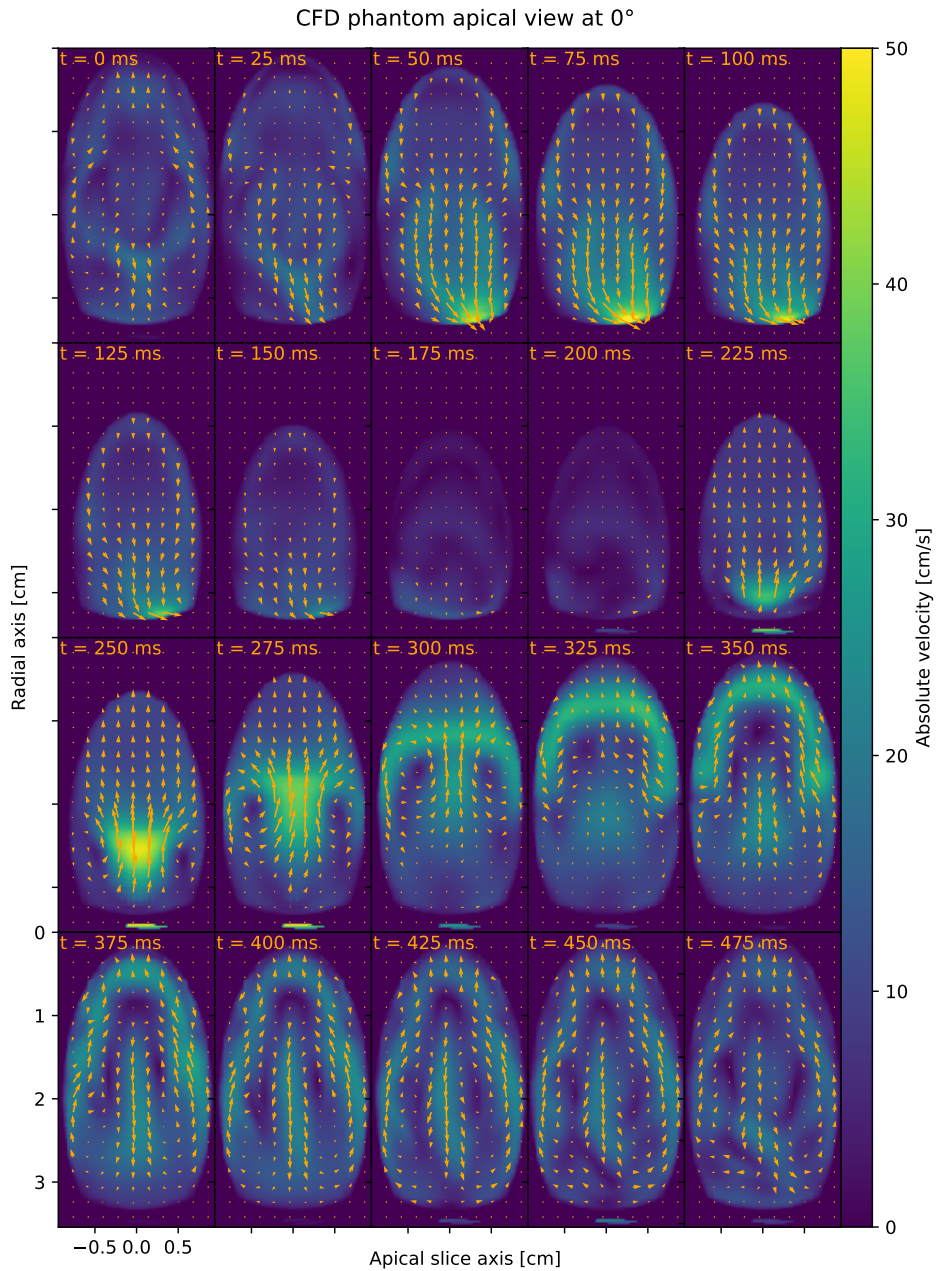 CFD phantom apical view at 0°
t = 0 ms
t = 25 ms
t = 50 ms
t = 75 ms
t = 100 ms
50
40
t = 125 ms
t = 150 ms
t = 175 ms
t = 200 ms
t = 225 ms
30
Radial axis [cm]
Absolute velocity [cm/s]
t = 250 ms
t = 275 ms
t = 300 ms
t = 325 ms
t = 350 ms
20
0
t = 375 ms
t = 400 ms
t = 425 ms
t = 450 ms
t = 475 ms
10
1
2
3
0
−0.5 0.0 0.5
Apical slice axis [cm]